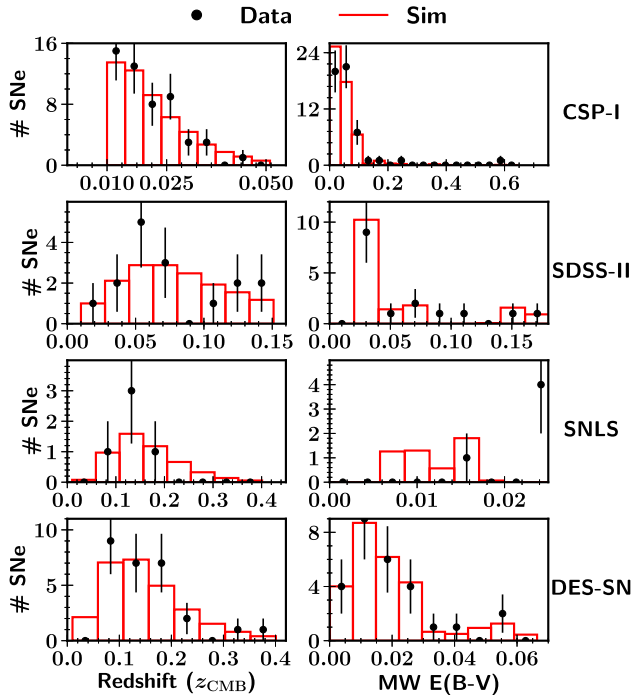 Data Sim
16
8
0
# SNe
0.010 0.025 0.050
24
12
0
0.0 0.2 0.4 0.6
CSP-I
6
4
2
0
# SNe
0.00 0.05 0.10 0.15
10
5
0
0.00 0.05 0.10 0.15
SDSS-II
3
2
1
0
# SNe
0.0 0.1 0.2 0.3 0.4
4
3
2
1
0
0.01 0.02
SNLS
10
5
0
# SNe
0.0 0.1 0.2 0.3 0.4
8
4
0
0.00 0.02 0.04 0.06
DES-SN
Redshift (zCMB)
MW E(B-V)